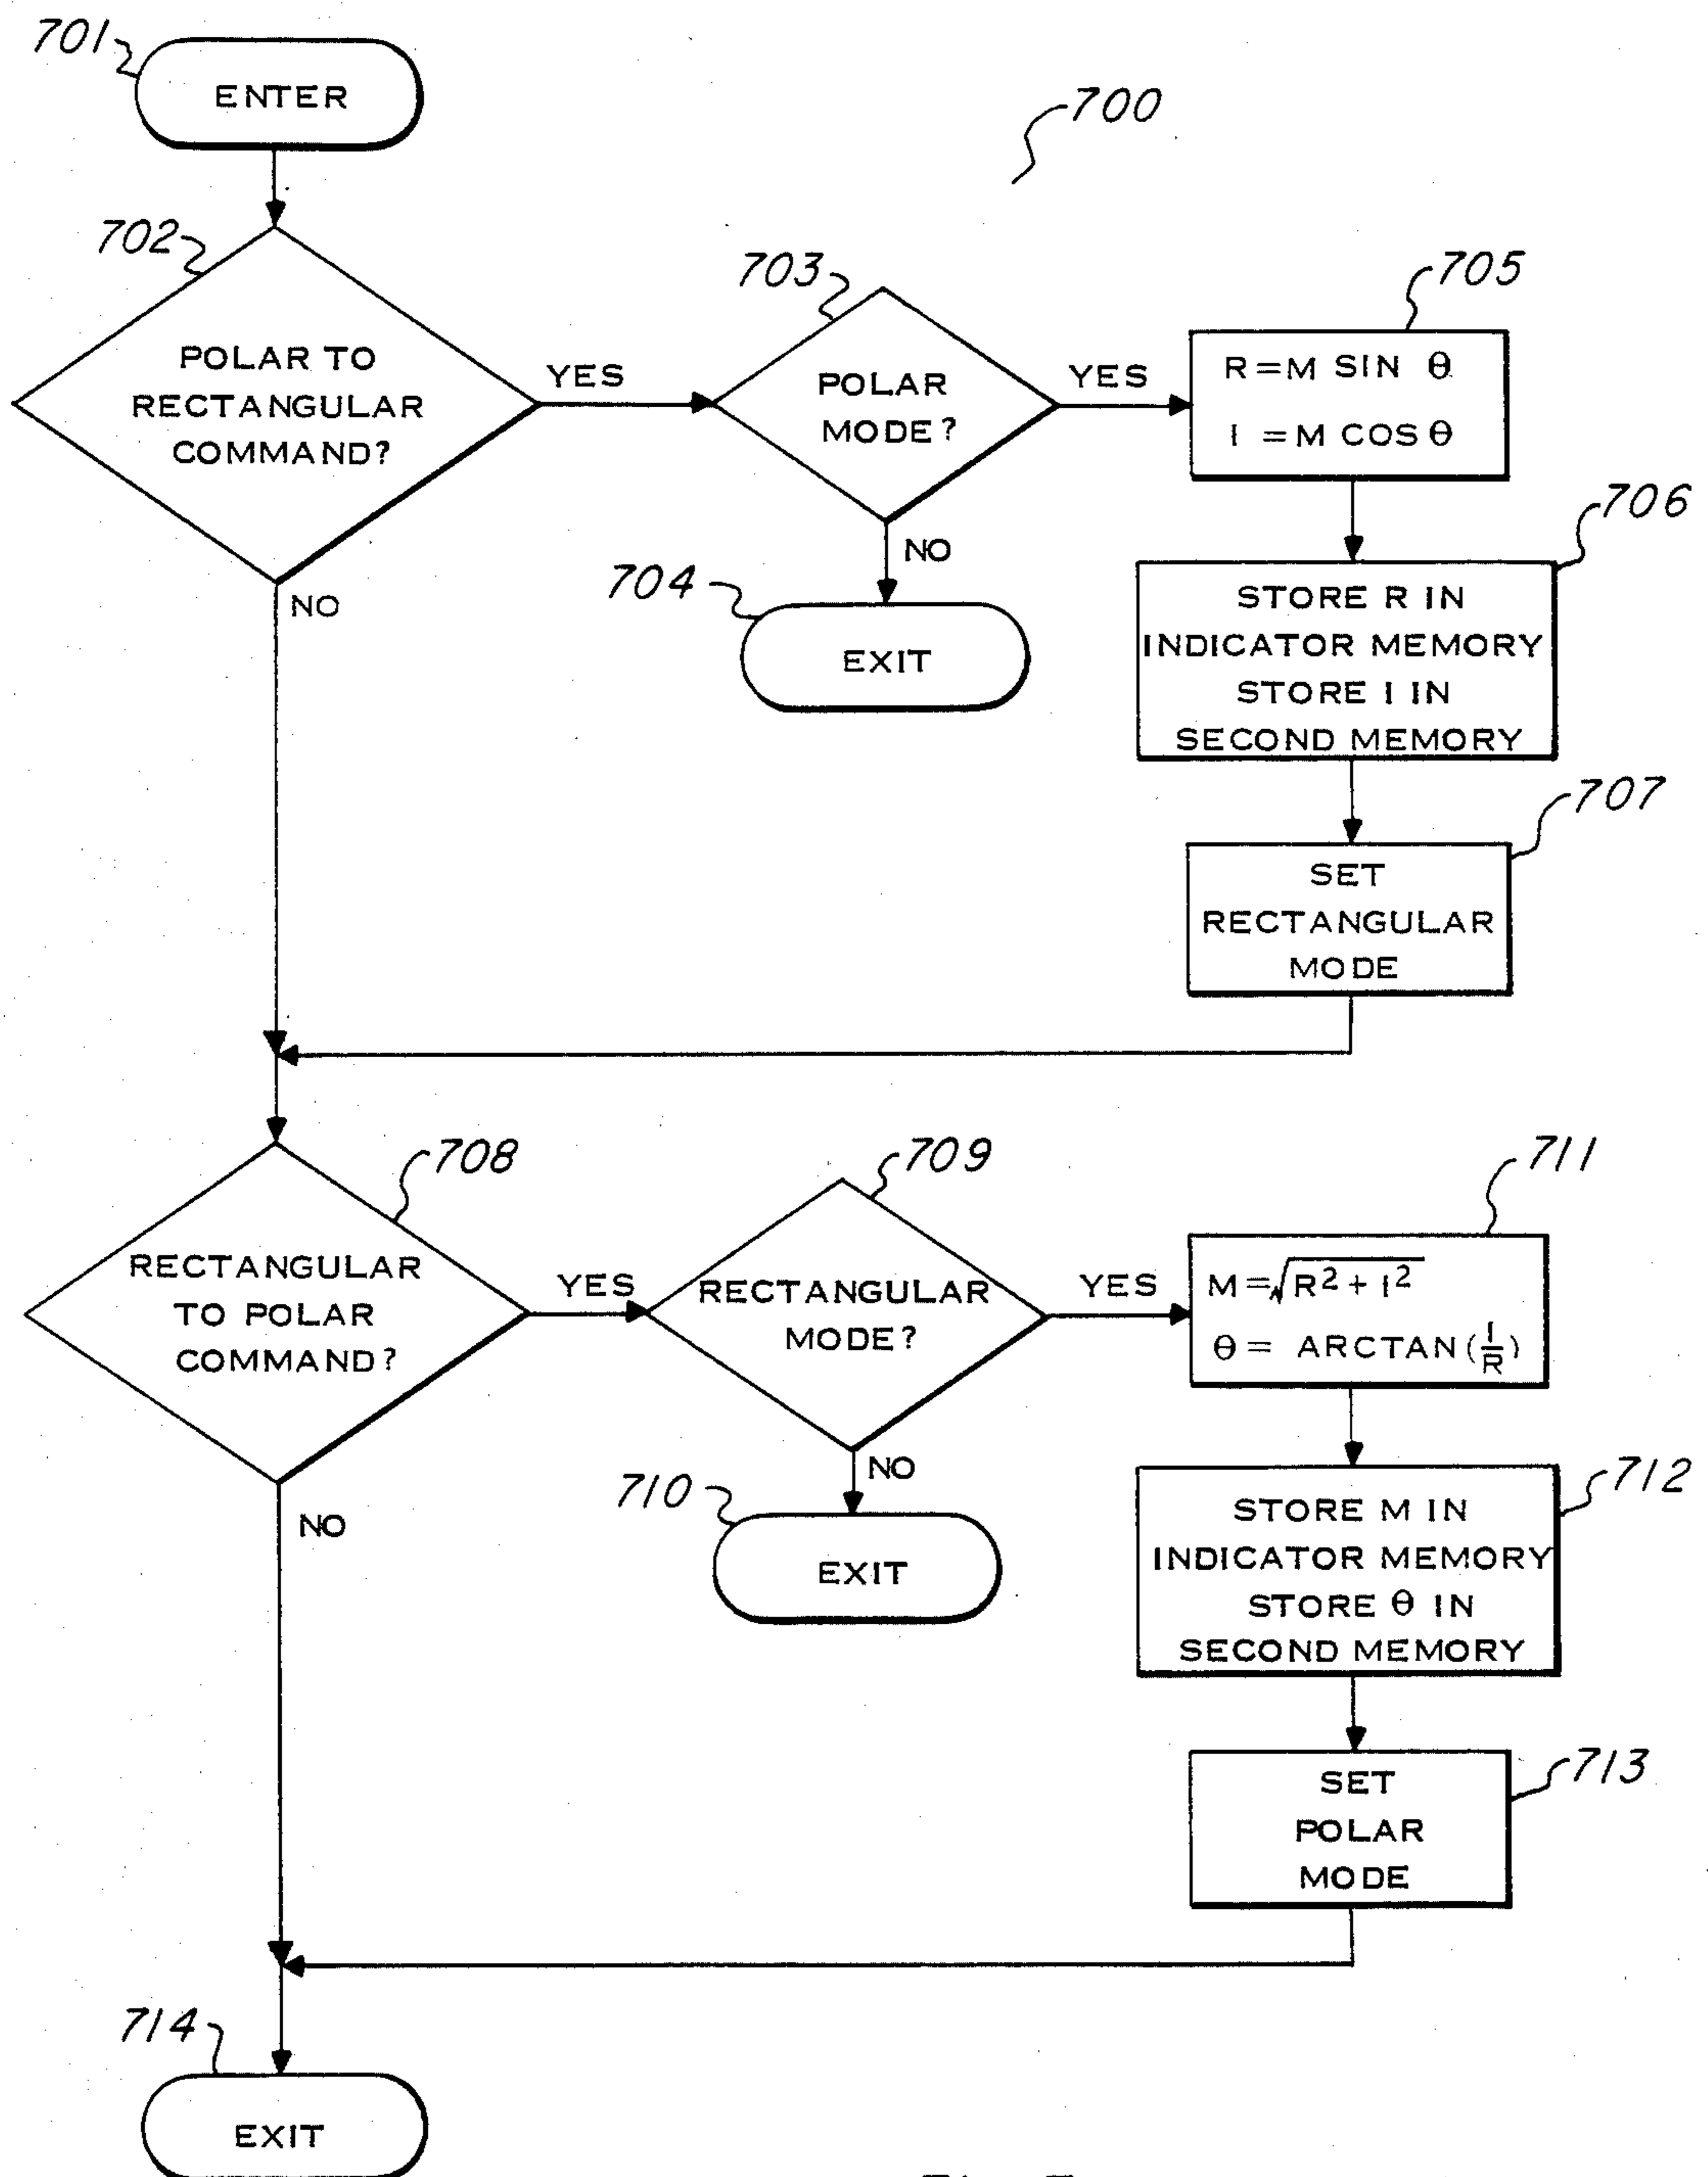 701
ENTER
700
702
POLAR TO
RECTANGULAR
COMMAND?
YES
NO
703
POLAR
MODE?
YES
NO
704
EXIT
705
R=M SIN θ
I =M COS θ
706
STORE R IN
INDICATOR MEMORY
STORE I IN
SECOND MEMORY
707
SET
RECTANGULAR
MODE
708
RECTANGULAR
TO POLAR
COMMAND?
YES
NO
709
RECTANGULAR
MODE?
YES
NO
710
EXIT
711
M=√R²+I²
θ = ARCTAN(I/R)
712
STORE M IN
INDICATOR MEMORY
STORE θ IN
SECOND MEMORY
713
SET
POLAR
MODE
714
EXIT